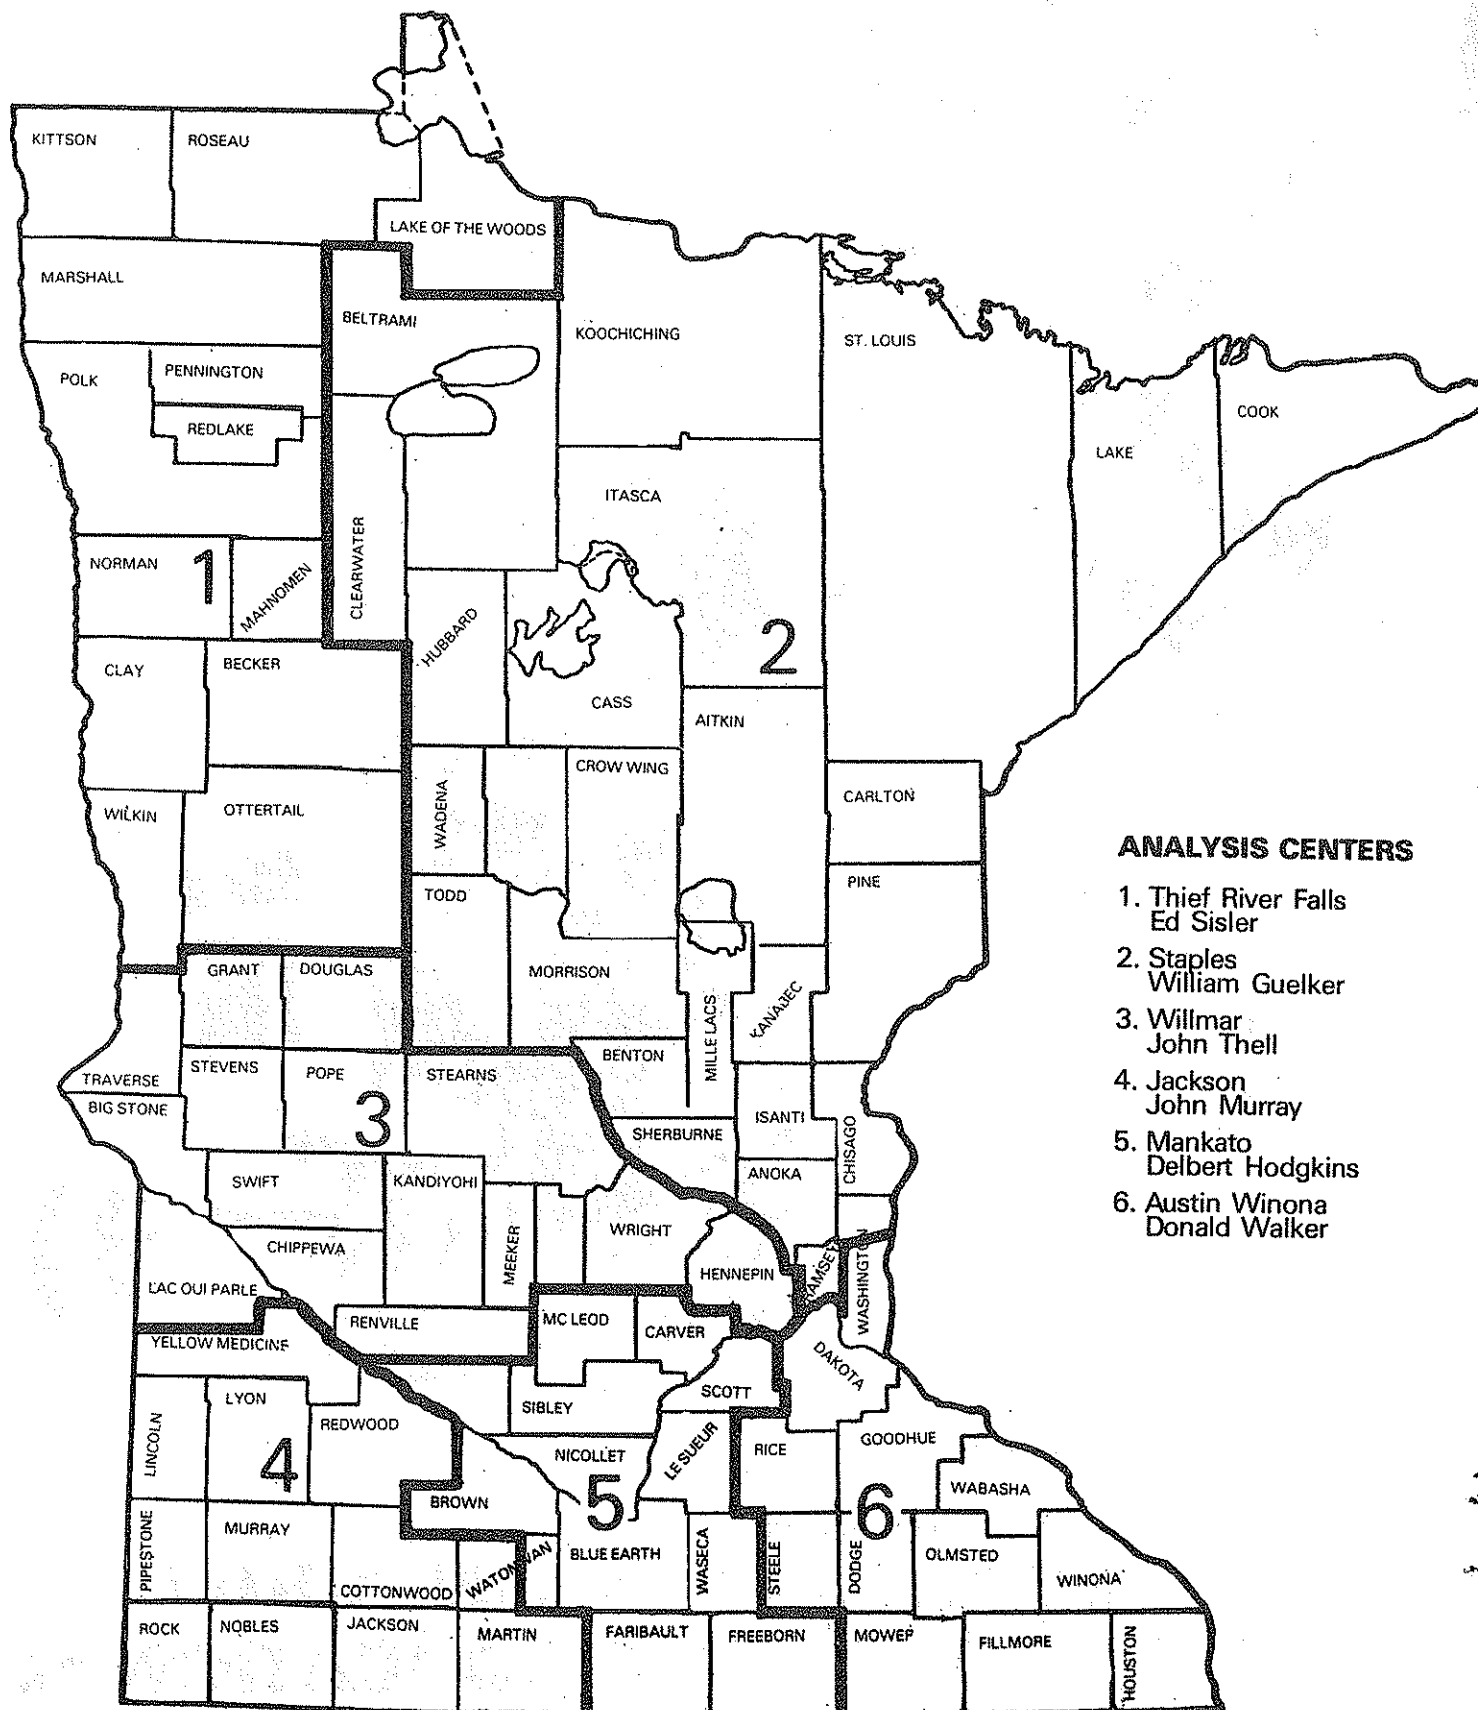 KITTSON
ROSEAU
LAKE OF THE WOODS
MARSHALL
BELTRAMI
KOOCHICHING
ST. LOUIS
POLK
PENNINGTON
REDLAKE
COOK
LAKE
ITASCA
CLEARWATER
NORMAN
1
MAHNOMEN
HUBBARD
2
CLAY
BECKER
CASS
AITKIN
CROW WING
WADENA
CARLTON
WILKIN
OTTERTAIL
TODD
PINE
ANALYSIS CENTERS
1. Thief River Falls
Ed Sisler
2. Staples
William Guelker
3. Willmar
John Thell
4. Jackson
John Murray
5. Mankato
Delbert Hodgkins
6. Austin Winona
Donald Walker
GRANT
DOUGLAS
MORRISON
MILLE LACS
KANABEC
TRAVERSE
STEVENS
POPE
3
STEARNS
BENTON
BIG STONE
ISANTI
CHISAGO
SHERBURNE
SWIFT
KANDIYOHI
ANOKA
MEEKER
WRIGHT
CHIPPEWA
HENNEPIN
RAMSEY
WASHINGTON
LAC QUI PARLE
RENVILLE
MC LEOD
CARVER
YELLOW MEDICINE
DAKOTA
SCOTT
LINCOLN
LYON
REDWOOD
SIBLEY
4
NICOLLET
LE SUEUR
RICE
GOODHUE
WABASHA
BROWN
5
6
PIPESTONE
MURRAY
COTTONWOOD
WATONWAN
BLUE EARTH
WASECA
STEELE
DODGE
OLMSTED
WINONA
ROCK
NOBLES
JACKSON
MARTIN
FARIBAULT
FREEBORN
MOWER
FILLMORE
HOUSTON